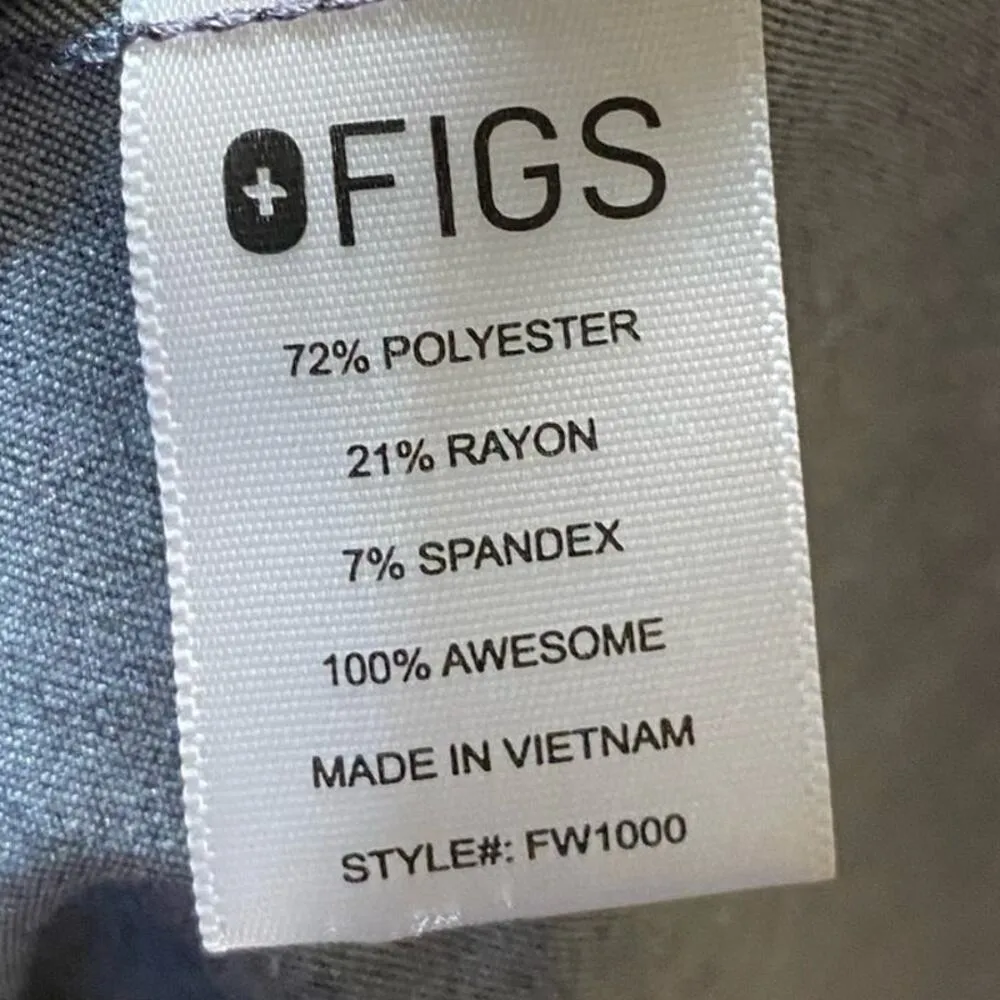 FIGS
72% POLYESTER
21% RAYON
7% SPANDEX
100% AWESOME
MADE IN VIETNAM
STYLE#: FW1000